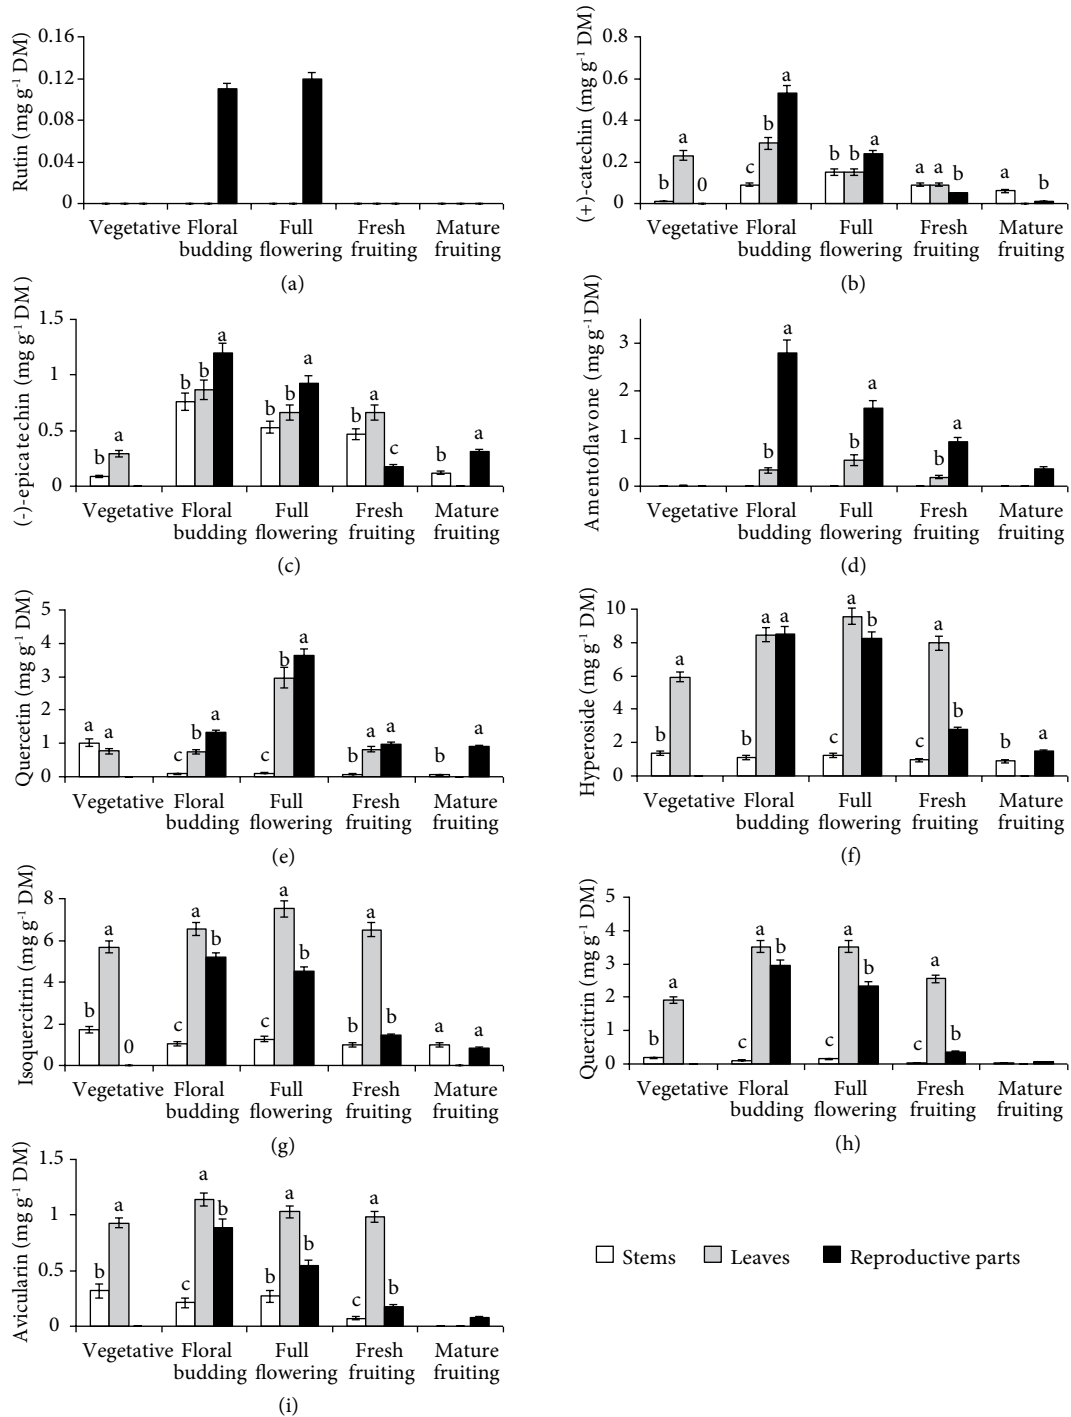 Rutin (mg g-1 DM)
0.16
0.12
0.08
0.04
0
Vegetative Floral budding Full flowering Fresh fruiting Mature fruiting
(a)
(+)-catechin (mg g-1 DM)
0.8
0.6
0.4
0.2
0
b a 0 c b a b b a a a b a b
Vegetative Floral budding Full flowering Fresh fruiting Mature fruiting
(b)
(-)-epicatechin (mg g-1 DM)
1.5
1
0.5
0
b a b b a b b a b a c b a
Vegetative Floral budding Full flowering Fresh fruiting Mature fruiting
(c)
Amentoflavone (mg g-1 DM)
3
2
1
0
b a b a b a
Vegetative Floral budding Full flowering Fresh fruiting Mature fruiting
(d)
Quercetin (mg g-1 DM)
5
4
3
2
1
0
a a c b a c b a b a a b a
Vegetative Floral budding Full flowering Fresh fruiting Mature fruiting
(e)
Hyperoside (mg g-1 DM)
10
8
6
4
2
0
b a c a a c a b c a b b a
Vegetative Floral budding Full flowering Fresh fruiting Mature fruiting
(f)
Isoquercitrin (mg g-1 DM)
8
6
4
2
0
b a 0 c a b c a b b a b a a
Vegetative Floral budding Full flowering Fresh fruiting Mature fruiting
(g)
Quercitrin (mg g-1 DM)
5
4
3
2
1
0
b a c a b c a b c a b
Vegetative Floral budding Full flowering Fresh fruiting Mature fruiting
(h)
Avicularin (mg g-1 DM)
1.5
1
0.5
0
b a c a b b a b c a b
Vegetative Floral budding Full flowering Fresh fruiting Mature fruiting
(i)
Stems
Leaves
Reproductive parts